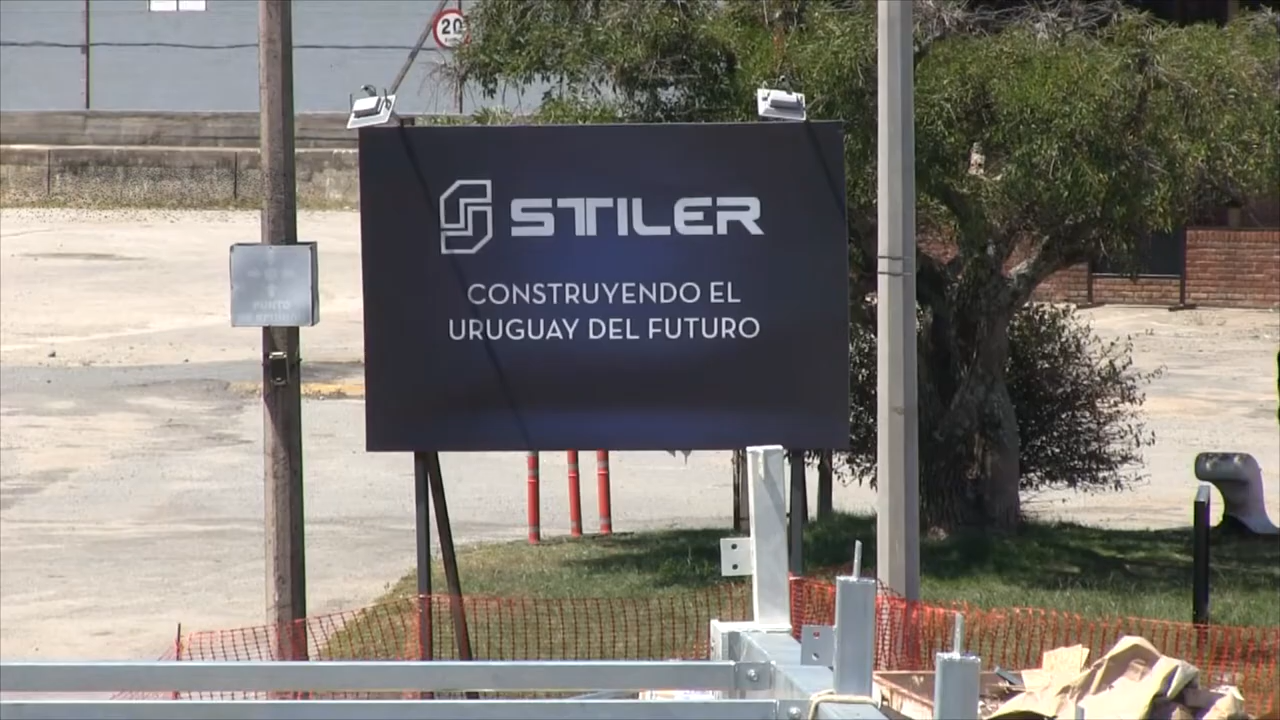 20
STILER
CONSTRUYENDO EL
URUGUAY DEL FUTURO
PUNTO